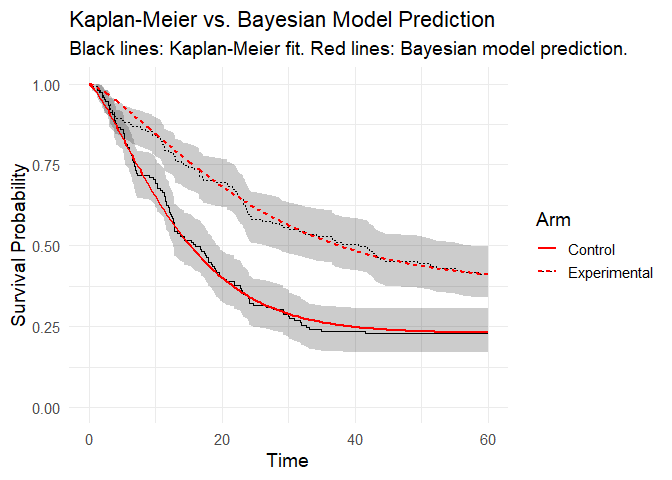 Kaplan-Meier vs. Bayesian Model Prediction
Black lines: Kaplan-Meier fit. Red lines: Bayesian model prediction.
Survival Probability
1.00
0.75
0.50
0.25
0.00
0
20
40
60
Time
Arm
Control
Experimental